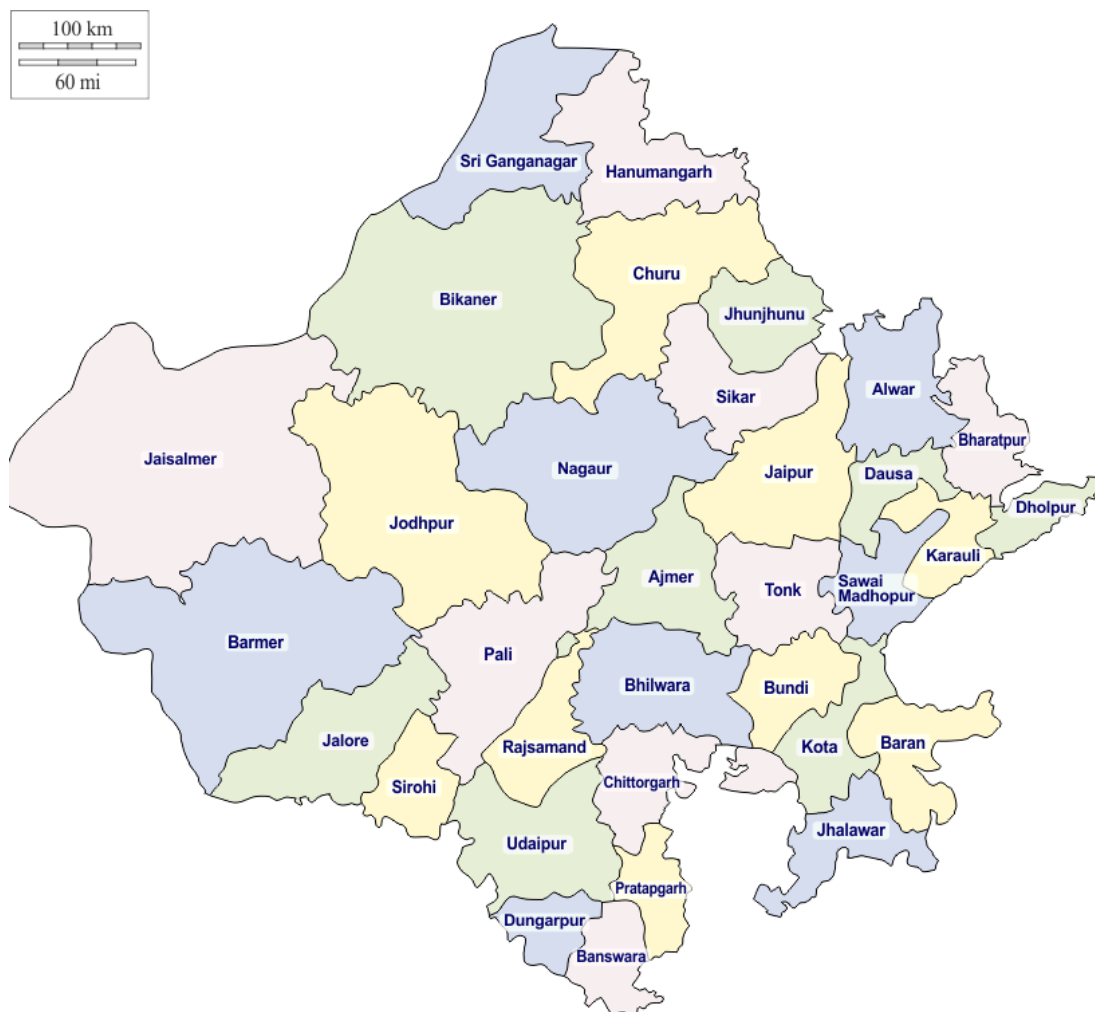 100 km
60 mi
Sri Ganganagar
Hanumangarh
Churu
Bikaner
Jhunjhunu
Alwar
Sikar
Bharatpur
Jaisalmer
Nagaur
Jaipur
Dausa
Dholpur
Jodhpur
Karauli
Ajmer
Tonk
Sawai
Madhopur
Barmer
Pali
Bhilwara
Bundi
Jalore
Rajsamand
Kota
Baran
Sirohi
Chittorgarh
Jhalawar
Udaipur
Pratapgarh
Dungarpur
Banswara